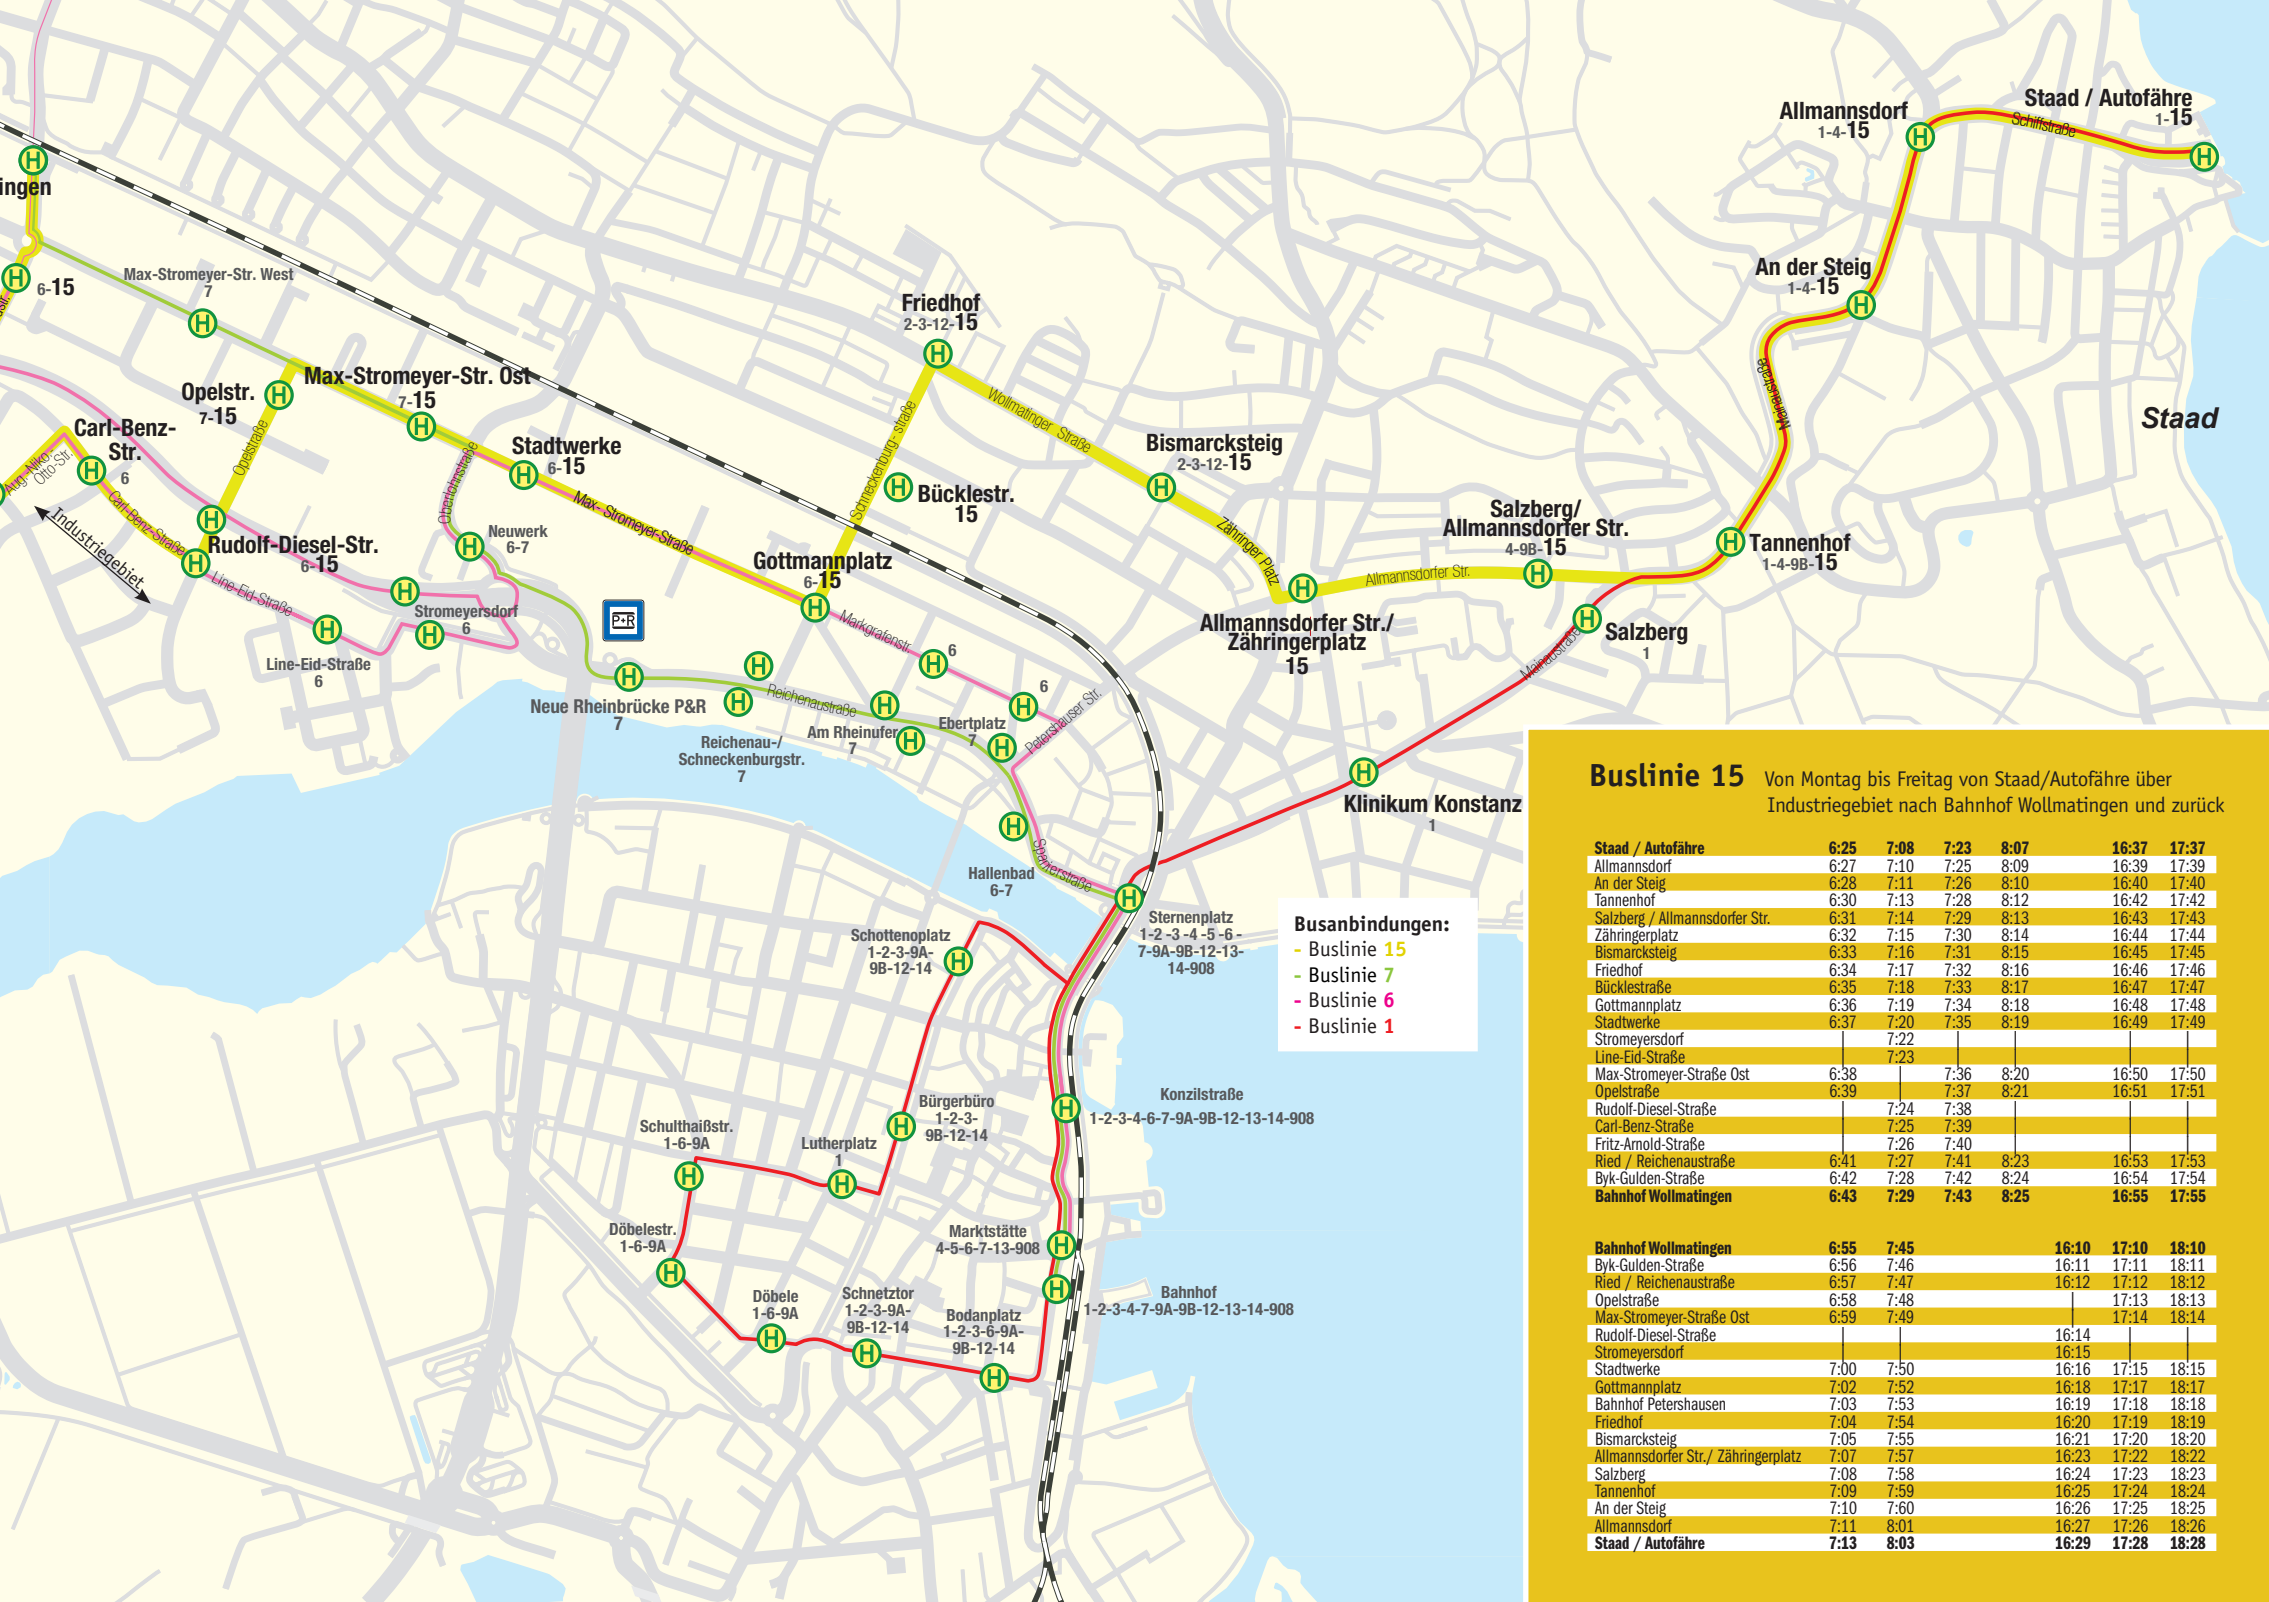 Staad / Autofähre
1-15
Allmannsdorf
1-4-15
Schiffstraße
ingen
6-15
Max-Stromeyer-Str. West
7
An der Steig
1-4-15
Friedhof
2-3-12-15
Opelstr.
7-15
Max-Stromeyer-Str. Ost
7-15
Mainaustraße
Wollmatinger Straße
Schneckenburg- straße
Staad
Carl-Benz-
Str.
6
Aug.-Niko.-
Otto-Str.
Opelstraße
Oberlohnstraße
Stadtwerke
6-15
Bismarcksteig
2-3-12-15
Bücklestr.
15
Max- Stromeyer-Straße
Carl-Benz-Straße
Industriegebiet
Zähringer Platz
Salzberg/
Allmannsdorfer Str.
4-9B-15
Rudolf-Diesel-Str.
6-15
Neuwerk
6-7
Tannenhof
1-4-9B-15
Gottmannplatz
6-15
Allmannsdorfer Str.
Line-Eid-Straße
Stromeyersdorf
6
P+R
Markgrafenstr.
6
Allmannsdorfer Str./
Zähringerplatz
15
Salzberg
1
Mainaustraße
Line-Eid-Straße
6
6
Neue Rheinbrücke P&R
7
Reichenaustraße
Petershauser Str.
Am Rheinufer
7
Ebertplatz
7
Reichenau-/
Schneckenburgstr.
7
Klinikum Konstanz
1
Spanierstraße
Hallenbad
6-7
Sternenplatz
1-2 -3 -4 -5 -6 -
7-9A-9B-12-13-
14-908
Schottenoplatz
1-2-3-9A-
9B-12-14
Busanbindungen:
- Buslinie 15
- Buslinie 7
- Buslinie 6
- Buslinie 1
Konzilstraße
1-2-3-4-6-7-9A-9B-12-13-14-908
Bürgerbüro
1-2-3-
9B-12-14
Schulthaißstr.
1-6-9A
Lutherplatz
1
Döbelestr.
1-6-9A
Marktstätte
4-5-6-7-13-908
Döbele
1-6-9A
Schnetztor
1-2-3-9A-
9B-12-14
Bodanplatz
1-2-3-6-9A-
9B-12-14
Bahnhof
1-2-3-4-7-9A-9B-12-13-14-908
Buslinie 15 Von Montag bis Freitag von Staad/Autofähre über
Industriegebiet nach Bahnhof Wollmatingen und zurück
Staad / Autofähre 6:25 7:08 7:23 8:07 16:37 17:37
Allmannsdorf 6:27 7:10 7:25 8:09 16:39 17:39
An der Steig 6:28 7:11 7:26 8:10 16:40 17:40
Tannenhof 6:30 7:13 7:28 8:12 16:42 17:42
Salzberg / Allmannsdorfer Str. 6:31 7:14 7:29 8:13 16:43 17:43
Zähringerplatz 6:32 7:15 7:30 8:14 16:44 17:44
Bismarcksteig 6:33 7:16 7:31 8:15 16:45 17:45
Friedhof 6:34 7:17 7:32 8:16 16:46 17:46
Bücklestraße 6:35 7:18 7:33 8:17 16:47 17:47
Gottmannplatz 6:36 7:19 7:34 8:18 16:48 17:48
Stadtwerke 6:37 7:20 7:35 8:19 16:49 17:49
Stromeyersdorf 7:22
Line-Eid-Straße 7:23
Max-Stromeyer-Straße Ost 6:38 7:36 8:20 16:50 17:50
Opelstraße 6:39 7:37 8:21 16:51 17:51
Rudolf-Diesel-Straße 7:24 7:38
Carl-Benz-Straße 7:25 7:39
Fritz-Arnold-Straße 7:26 7:40
Ried / Reichenaustraße 6:41 7:27 7:41 8:23 16:53 17:53
Byk-Gulden-Straße 6:42 7:28 7:42 8:24 16:54 17:54
Bahnhof Wollmatingen 6:43 7:29 7:43 8:25 16:55 17:55
Bahnhof Wollmatingen 6:55 7:45 16:10 17:10 18:10
Byk-Gulden-Straße 6:56 7:46 16:11 17:11 18:11
Ried / Reichenaustraße 6:57 7:47 16:12 17:12 18:12
Opelstraße 6:58 7:48 17:13 18:13
Max-Stromeyer-Straße Ost 6:59 7:49 17:14 18:14
Rudolf-Diesel-Straße 16:14
Stromeyersdorf 16:15
Stadtwerke 7:00 7:50 16:16 17:15 18:15
Gottmannplatz 7:02 7:52 16:18 17:17 18:17
Bahnhof Petershausen 7:03 7:53 16:19 17:18 18:18
Friedhof 7:04 7:54 16:20 17:19 18:19
Bismarcksteig 7:05 7:55 16:21 17:20 18:20
Allmannsdorfer Str./ Zähringerplatz 7:07 7:57 16:23 17:22 18:22
Salzberg 7:08 7:58 16:24 17:23 18:23
Tannenhof 7:09 7:59 16:25 17:24 18:24
An der Steig 7:10 7:60 16:26 17:25 18:25
Allmannsdorf 7:11 8:01 16:27 17:26 18:26
Staad / Autofähre 7:13 8:03 16:29 17:28 18:28